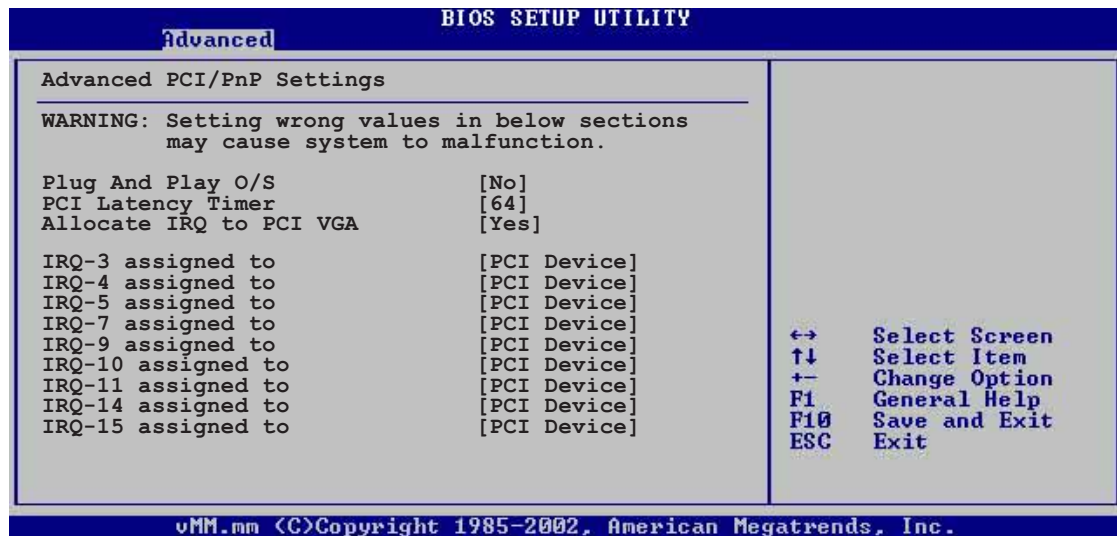 BIOS SETUP UTILITY
Advanced
Advanced PCI/PnP Settings
WARNING: Setting wrong values in below sections
may cause system to malfunction.
Plug And Play O/S [No]
PCI Latency Timer [64]
Allocate IRQ to PCI VGA [Yes]
IRQ-3 assigned to [PCI Device]
IRQ-4 assigned to [PCI Device]
IRQ-5 assigned to [PCI Device]
IRQ-7 assigned to [PCI Device]
IRQ-9 assigned to [PCI Device]
IRQ-10 assigned to [PCI Device]
IRQ-11 assigned to [PCI Device]
IRQ-14 assigned to [PCI Device]
IRQ-15 assigned to [PCI Device]
←→ Select Screen
↑↓ Select Item
+- Change Option
F1 General Help
F10 Save and Exit
ESC Exit
vMM.mm (C)Copyright 1985-2002, American Megatrends, Inc.